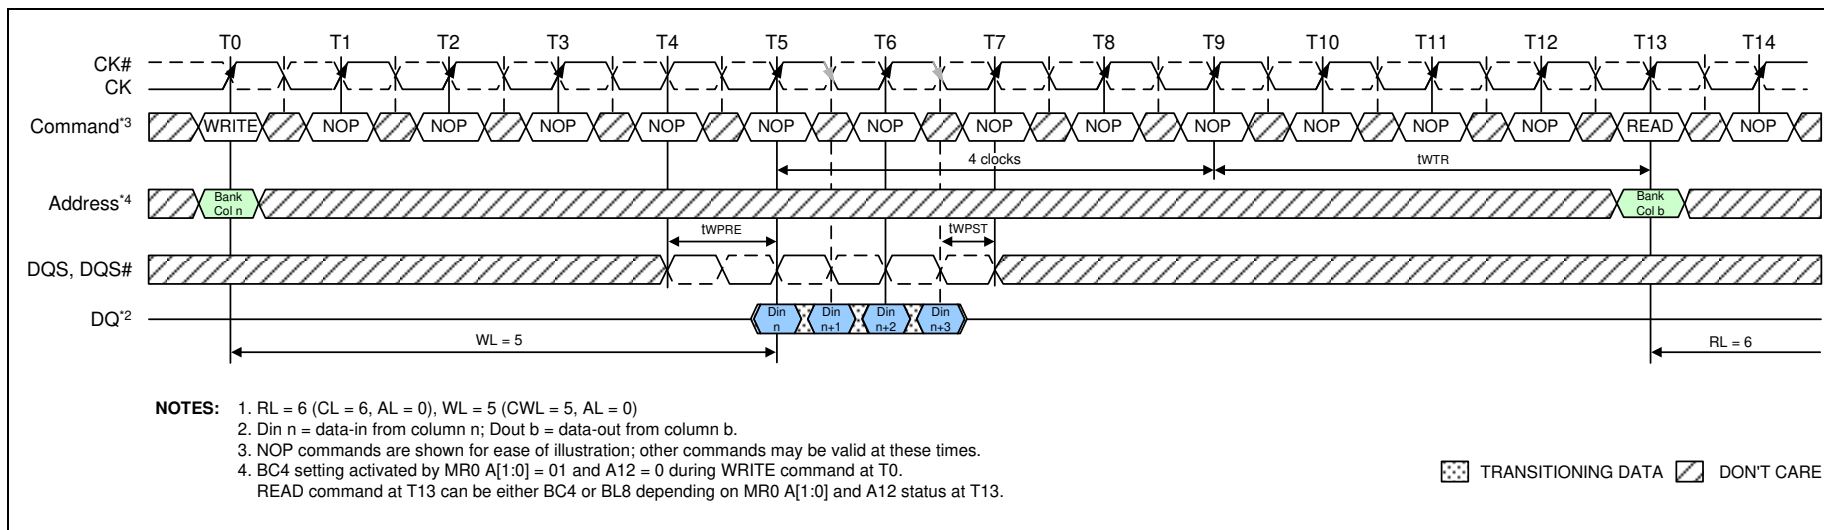 T0 T1 T2 T3 T4 T5 T6 T7 T8 T9 T10 T11 T12 T13 T14
CK#
CK
Command*3 WRITE NOP NOP NOP NOP NOP NOP NOP NOP NOP NOP NOP NOP READ NOP
4 clocks tWTR
Address*4 Bank Col n Bank Col b
tWPRE tWPST
DQS, DQS#
DQ*2 Din n Din n+1 Din n+2 Din n+3
WL = 5 RL = 6
NOTES: 1. RL = 6 (CL = 6, AL = 0), WL = 5 (CWL = 5, AL = 0)
2. Din n = data-in from column n; Dout b = data-out from column b.
3. NOP commands are shown for ease of illustration; other commands may be valid at these times.
4. BC4 setting activated by MR0 A[1:0] = 01 and A12 = 0 during WRITE command at T0.
READ command at T13 can be either BC4 or BL8 depending on MR0 A[1:0] and A12 status at T13.
TRANSITIONING DATA DON'T CARE